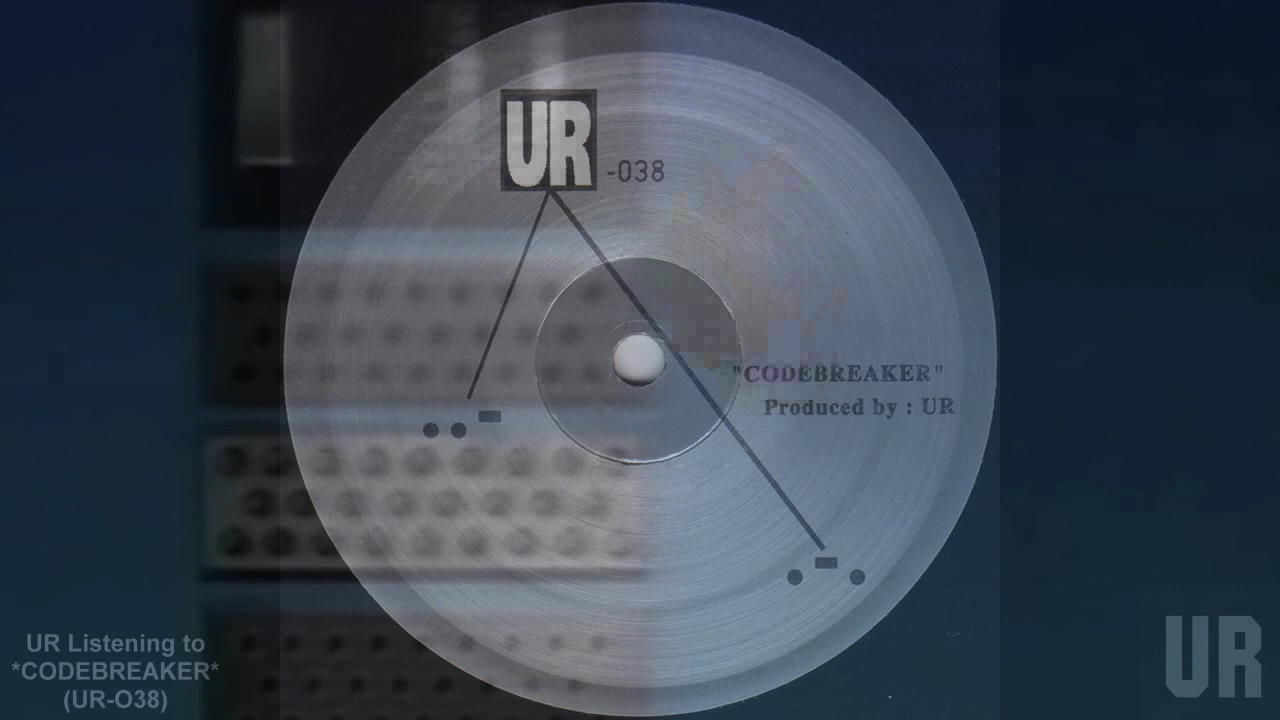 UR
-038
"CODEBREAKER"
Produced by : UR
UR Listening to
*CODEBREAKER*
(UR-O38)
UR